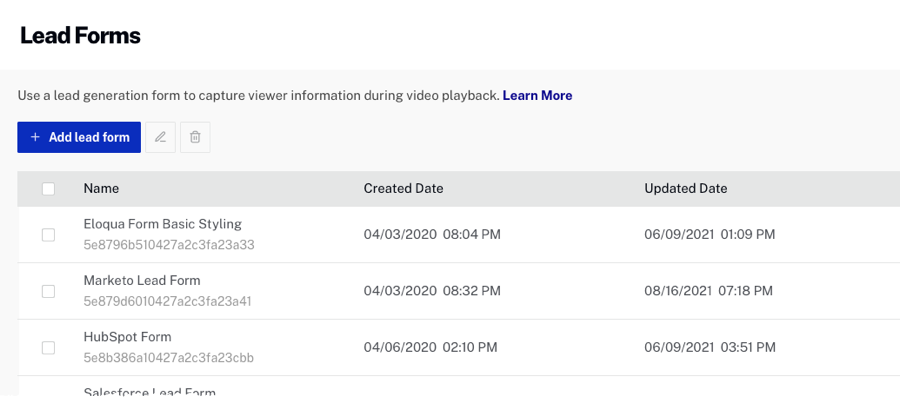 Lead Forms
Use a lead generation form to capture viewer information during video playback. Learn More
+ Add lead form
Name Created Date Updated Date
Eloqua Form Basic Styling
5e8796b510427a2c3fa23a33
04/03/2020 08:04 PM 06/09/2021 01:09 PM
Marketo Lead Form
5e879d6010427a2c3fa23a41
04/03/2020 08:32 PM 08/16/2021 07:18 PM
HubSpot Form
5e8b386a10427a2c3fa23cbb
04/06/2020 02:10 PM 06/09/2021 03:51 PM
Salesforce Lead Form